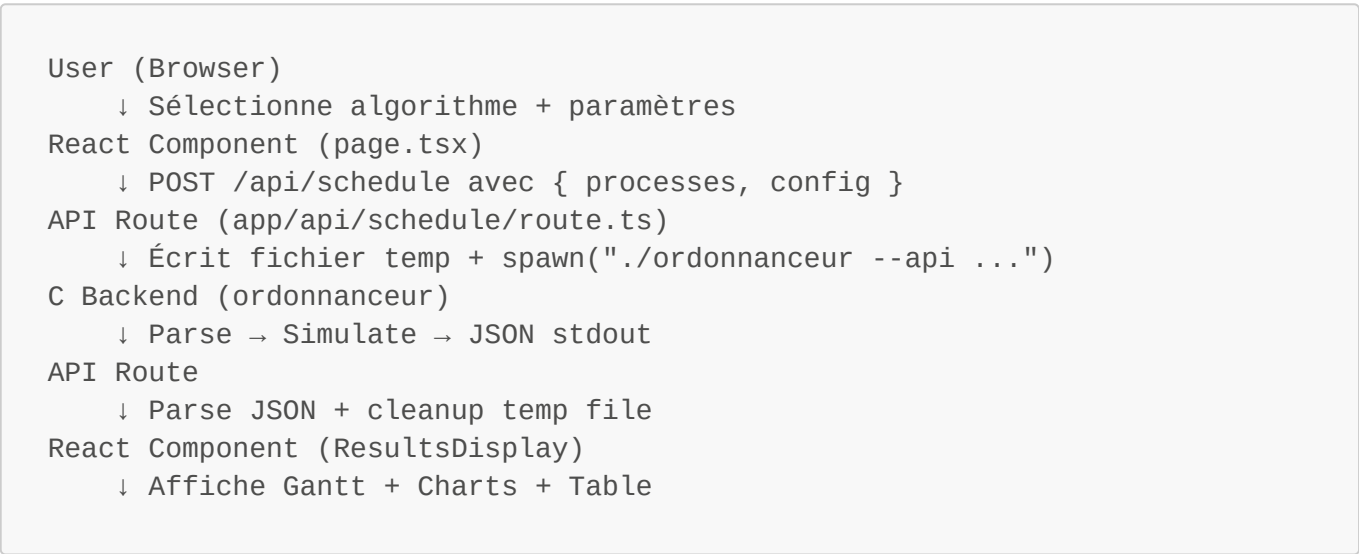 User (Browser)
↓ Sélectionne algorithme + paramètres
React Component (page.tsx)
↓ POST /api/schedule avec { processes, config }
API Route (app/api/schedule/route.ts)
↓ Écrit fichier temp + spawn("./ordonnanceur --api ...")
C Backend (ordonnanceur)
↓ Parse → Simulate → JSON stdout
API Route
↓ Parse JSON + cleanup temp file
React Component (ResultsDisplay)
↓ Affiche Gantt + Charts + Table